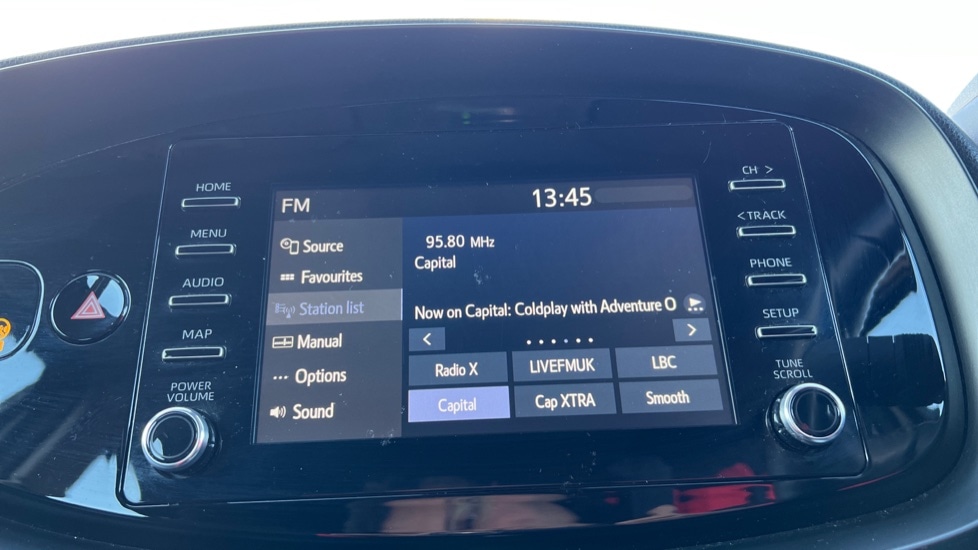 HOME
MENU
AUDIO
MAP
POWER
VOLUME
FM
13:45
Source
Favourites
Station list
Manual
Options
Sound
95.80 MHz
Capital
Now on Capital: Coldplay with Adventure O
Radio X
LIVEFMUK
LBC
Capital
Cap XTRA
Smooth
CH >
< TRACK
PHONE
SETUP
TUNE
SCROLL